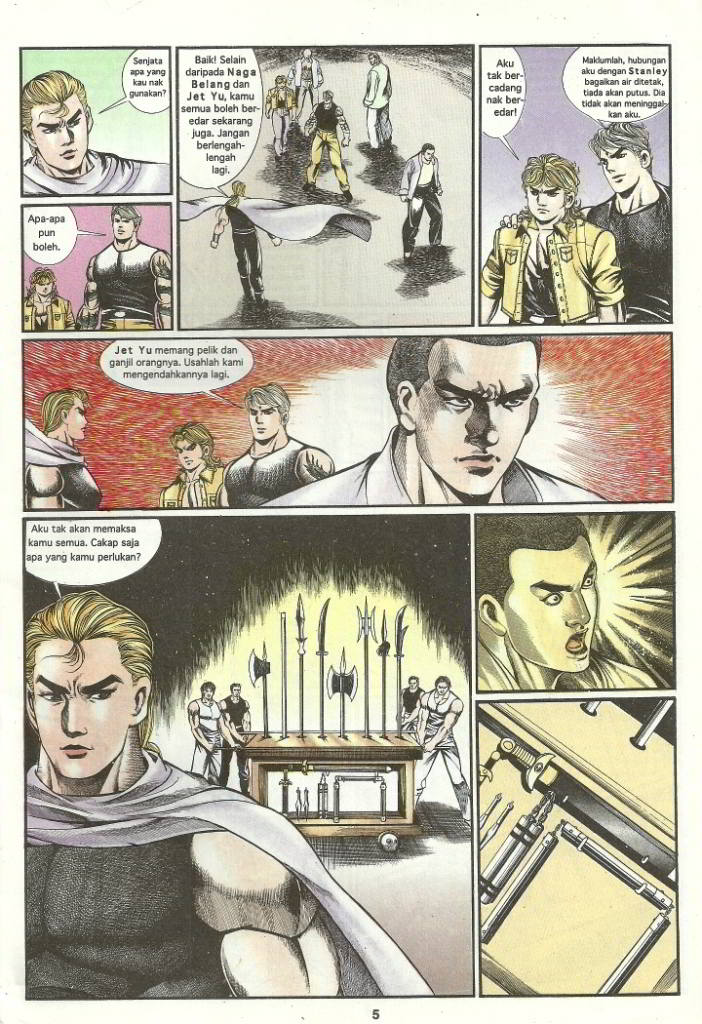 Senjata
apa yang
kau nak
gunakan?
Apa-apa
pun
boleh.
Baik! Selain
daripada Naga
Belang dan
Jet Yu, kamu
semua boleh ber-
edar sekarang
juga. Jangan
berlengah-
lengah
lagi.
Aku
tak ber-
cadang
nak ber-
edar!
Maklumlah, hubungan
aku dengan Stanley
bagaikan air ditetak,
tiada akan putus. Dia
tidak akan meninggal-
kan aku.
Jet Yu memang pelik dan
ganjil orangnya. Usahlah kami
mengendahkannya lagi.
Aku tak akan memaksa
kamu semua. Cakap saja
apa yang kamu perlukan?
5